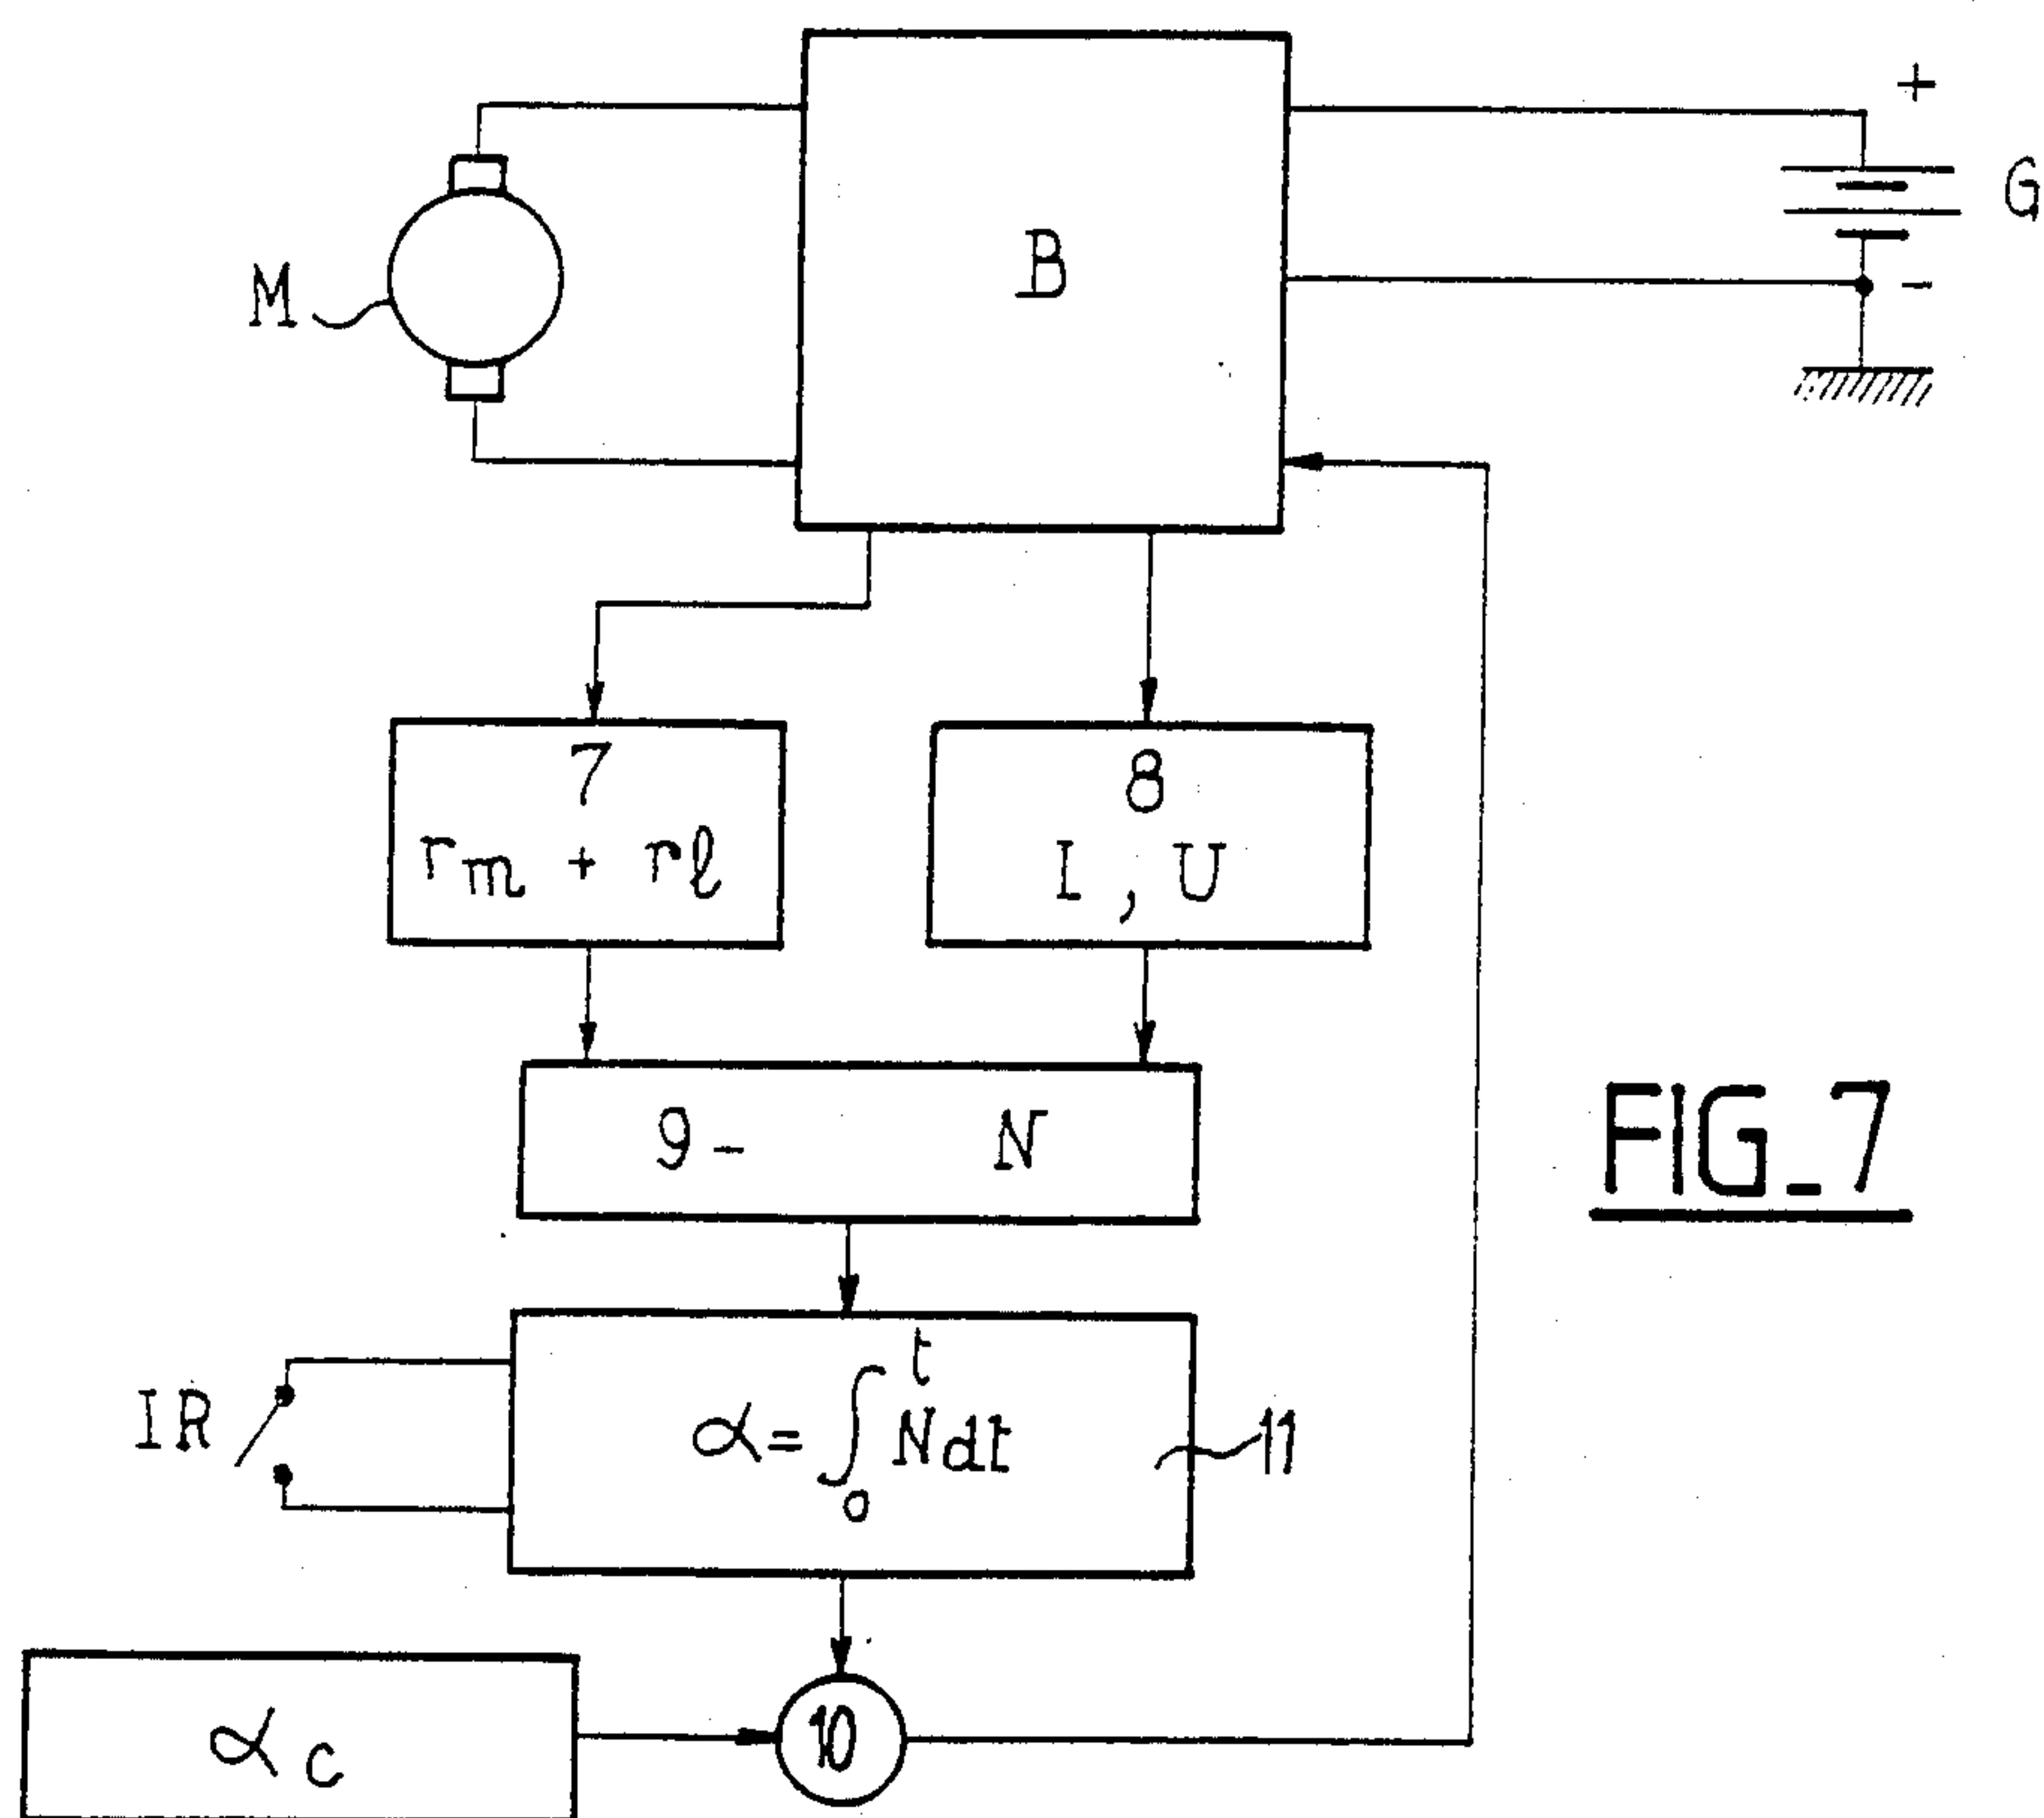 +
G
B
M
-
7
rm + rl
8
I , U
9- N
FIG_7
IR
α= ∫₀ᵗ Ndt
11
αc
10